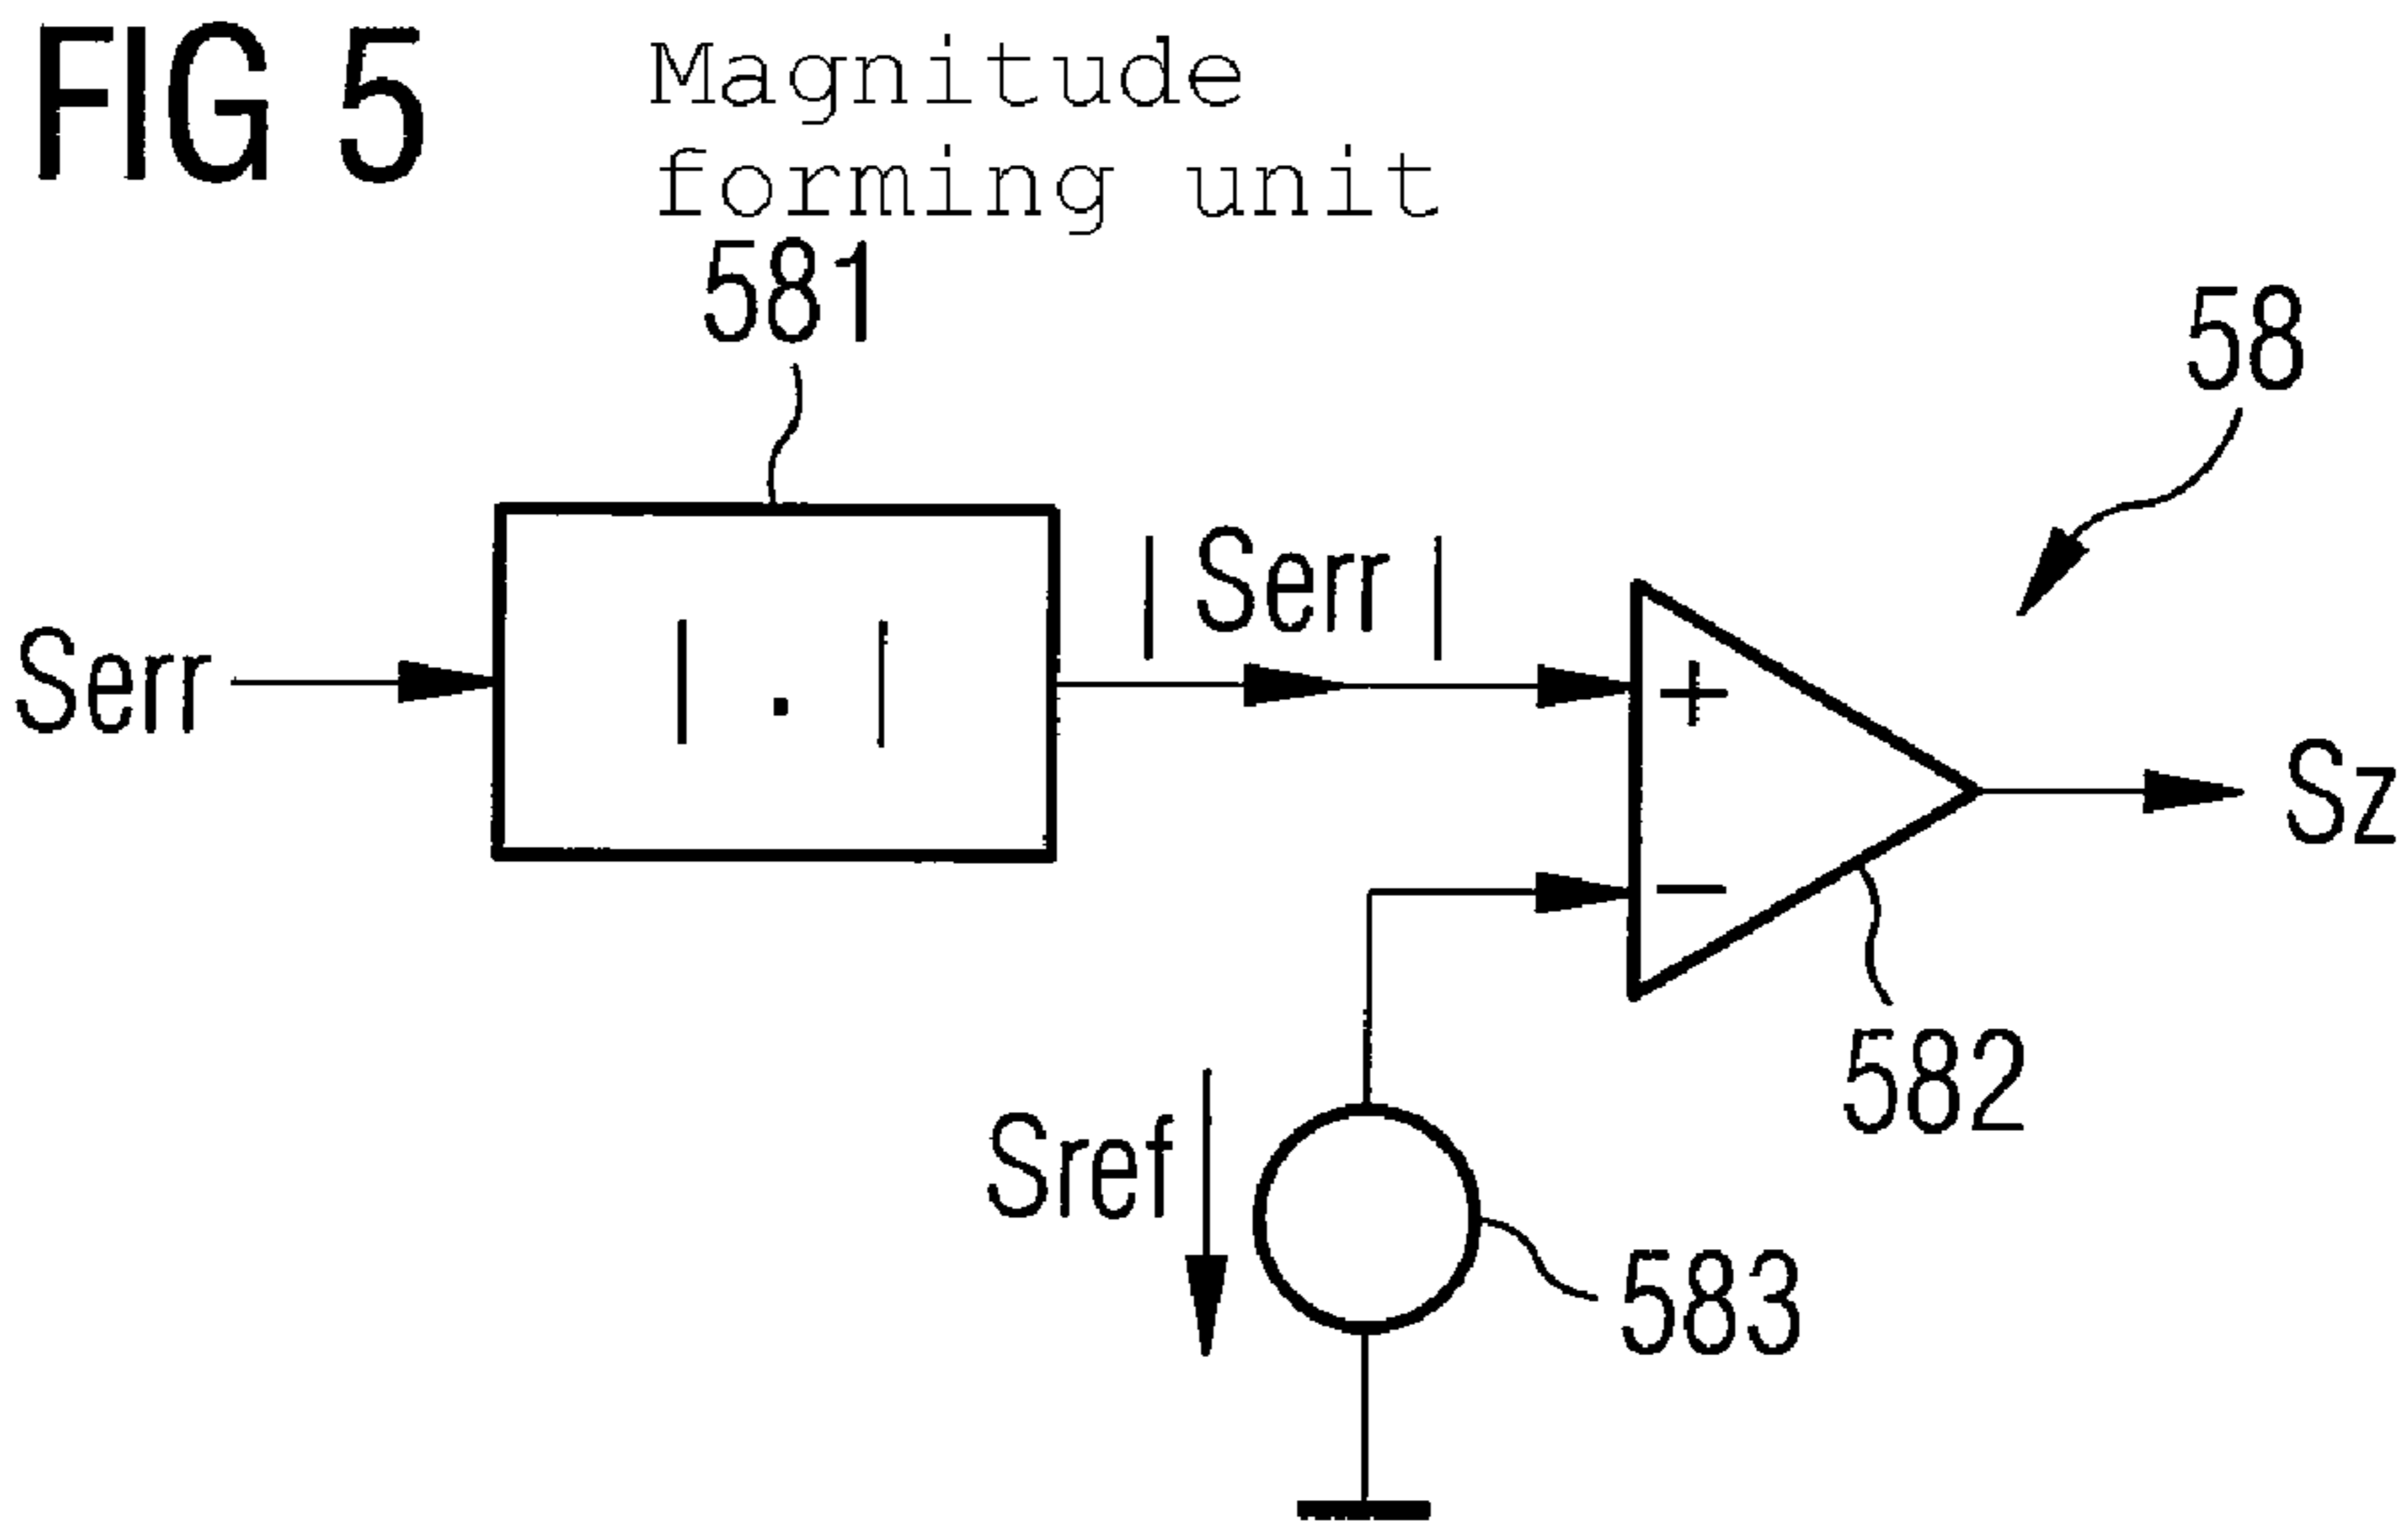 FIG 5
Magnitude
forming unit
581
58
| Serr |
Serr
| . |
+
Sz
−
582
Sref
583